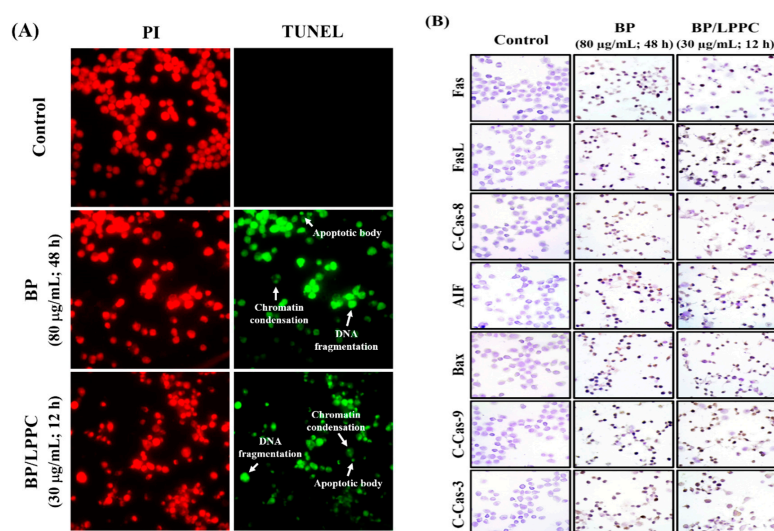 (A)
PI
TUNEL
Control
BP
(80 µg/mL; 48 h)
Apoptotic body
Chromatin
condensation
DNA
fragmentation
BP/LPPC
(30 µg/mL; 12 h)
Chromatin
condensation
DNA
fragmentation
Apoptotic body
(B)
Control
BP
(80 µg/mL; 48 h)
BP/LPPC
(30 µg/mL; 12 h)
Fas
FasL
C-Cas-8
AIF
Bax
C-Cas-9
C-Cas-3